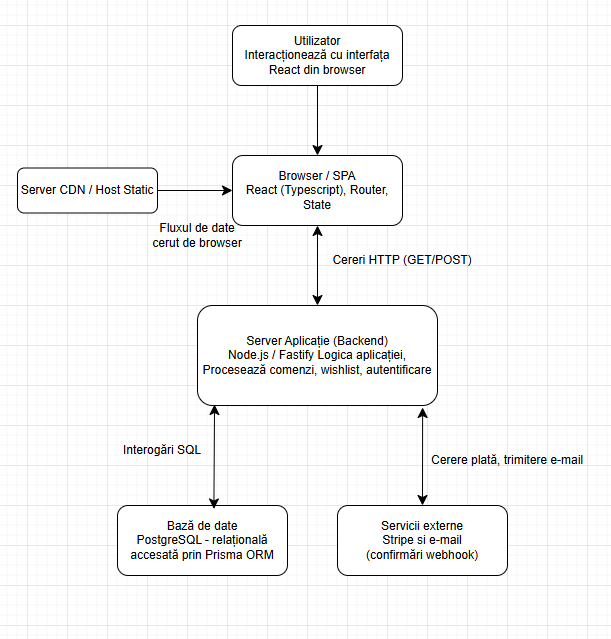 Utilizator
Interacționează cu interfața
React din browser
Server CDN / Host Static
Browser / SPA
React (Typescript), Router,
State
Fluxul de date
cerut de browser
Cereri HTTP (GET/POST)
Server Aplicație (Backend)
Node.js / Fastify Logica aplicației,
Procesează comenzi, wishlist, autentificare
Interogări SQL
Cerere plată, trimitere e-mail
Bază de date
PostgreSQL - relațională
accesată prin Prisma ORM
Servicii externe
Stripe si e-mail
(confirmări webhook)